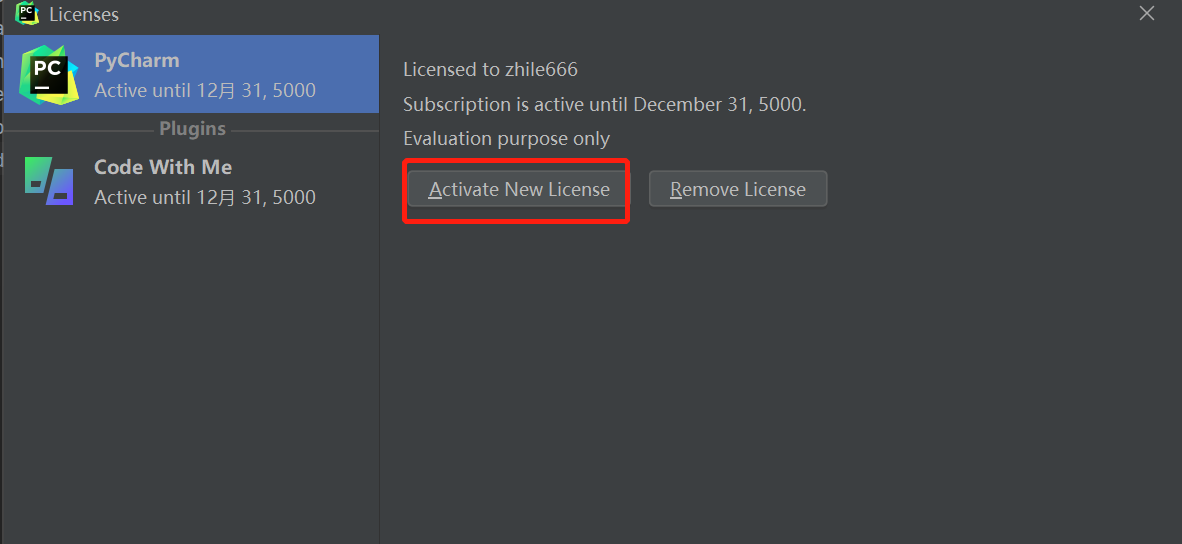 Licenses
PC
PyCharm
Active until 12月 31, 5000
Plugins
Code With Me
Active until 12月 31, 5000
Licensed to zhile666
Subscription is active until December 31, 5000.
Evaluation purpose only
Activate New License
Remove License